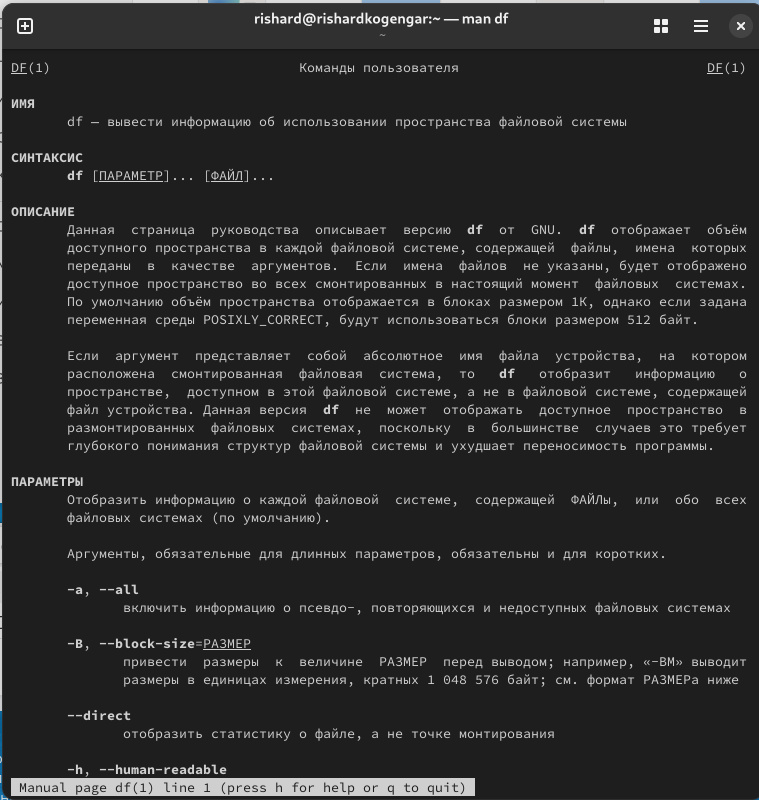 rishard@rishardkogengar:~ — man df
~
DF(1) Команды пользователя DF(1)
ИМЯ
df — вывести информацию об использовании пространства файловой системы
СИНТАКСИС
df [ПАРАМЕТР]... [ФАЙЛ]...
ОПИСАНИЕ
Данная страница руководства описывает версию df от GNU. df отображает объём
доступного пространства в каждой файловой системе, содержащей файлы, имена которых
переданы в качестве аргументов. Если имена файлов не указаны, будет отображено
доступное пространство во всех смонтированных в настоящий момент файловых системах.
По умолчанию объём пространства отображается в блоках размером 1K, однако если задана
переменная среды POSIXLY_CORRECT, будут использоваться блоки размером 512 байт.
Если аргумент представляет собой абсолютное имя файла устройства, на котором
расположена смонтированная файловая система, то df отобразит информацию о
пространстве, доступном в этой файловой системе, а не в файловой системе, содержащей
файл устройства. Данная версия df не может отображать доступное пространство в
размонтированных файловых системах, поскольку в большинстве случаев это требует
глубокого понимания структур файловой системы и ухудшает переносимость программы.
ПАРАМЕТРЫ
Отобразить информацию о каждой файловой системе, содержащей ФАЙЛы, или обо всех
файловых системах (по умолчанию).
Аргументы, обязательные для длинных параметров, обязательны и для коротких.
-a, --all
включить информацию о псевдо-, повторяющихся и недоступных файловых системах
-B, --block-size=РАЗМЕР
привести размеры к величине РАЗМЕР перед выводом; например, «-BM» выводит
размеры в единицах измерения, кратных 1 048 576 байт; см. формат РАЗМЕРа ниже
--direct
отобразить статистику о файле, а не точке монтирования
-h, --human-readable
Manual page df(1) line 1 (press h for help or q to quit)